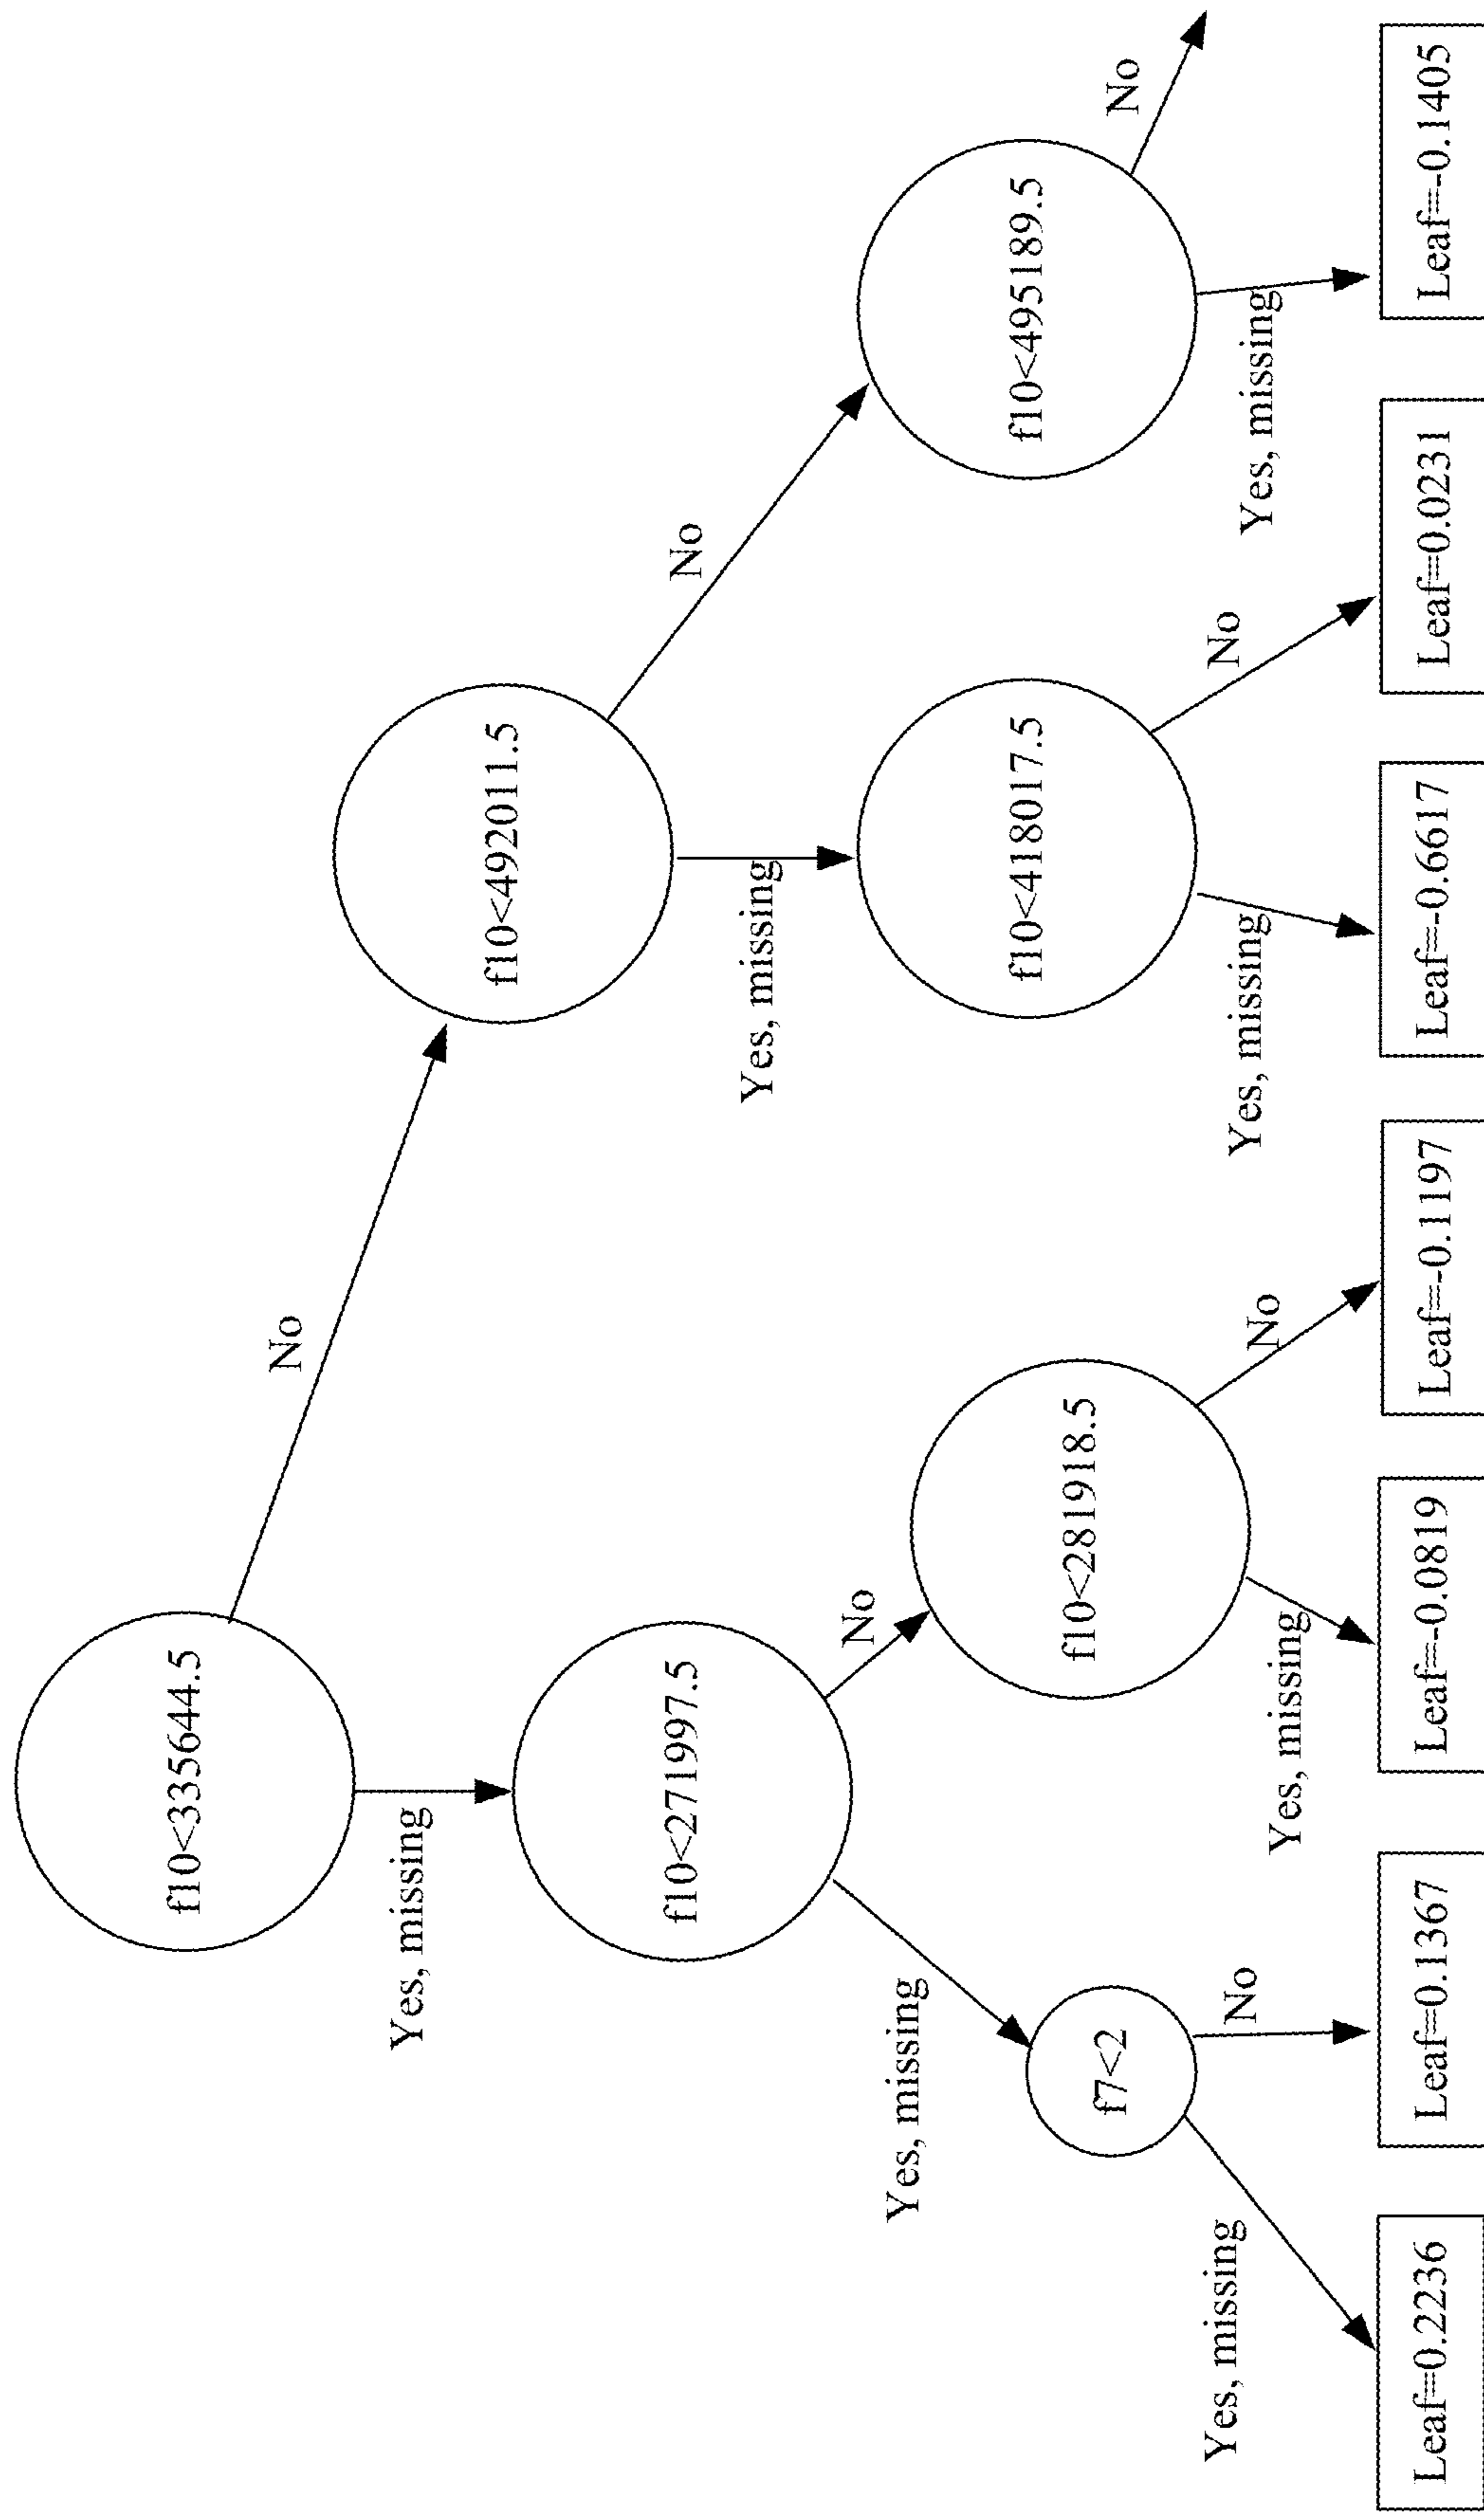 f10<335644.5
No
Yes, missing
f10<492011.5
f10<271997.5
No
Yes, missing
Yes, missing
No
f7<2
f10<281918.5
f10<418017.5
f10<495189.5
No
Yes, missing
No
Yes, missing
No
Yes, missing
No
Yes, missing
Leaf=0.2236
Leaf=0.1367
Leaf=-0.0819
Leaf=-0.1197
Leaf=-0.6617
Leaf=0.0231
Leaf=-0.1405